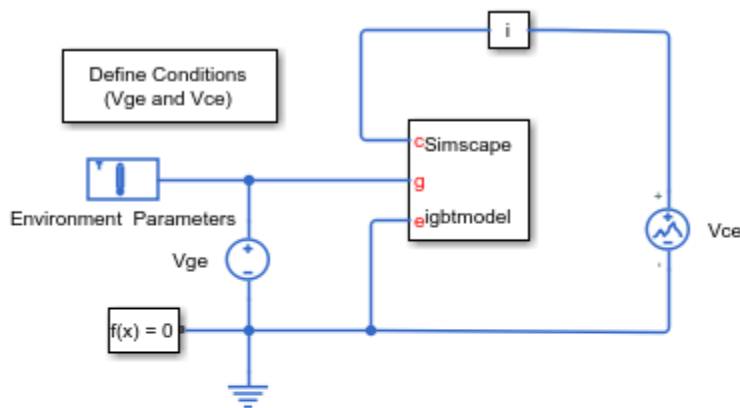 i
Define Conditions
(Vge and Vce)
c Simscape
g
Environment Parameters
e igbtmodel
+
Vce
-
Vge
+
-
f(x) = 0